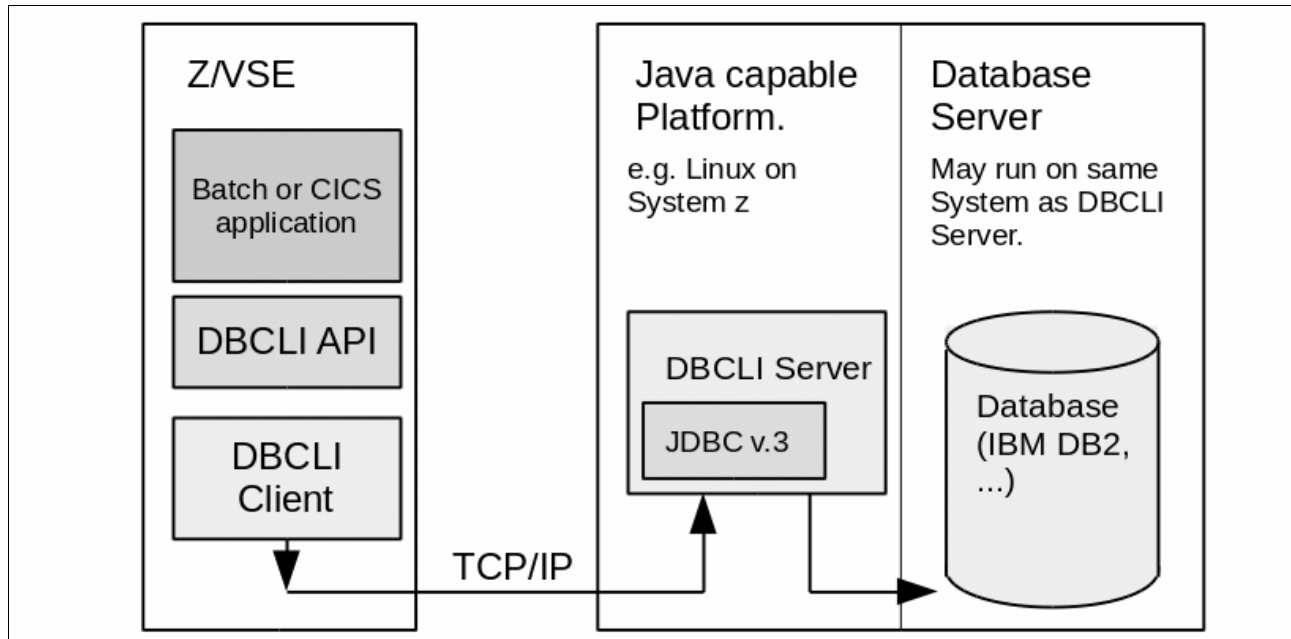 Z/VSE
Batch or CICS
application
DBCLI API
DBCLI
Client
TCP/IP
Java capable
Platform.
e.g. Linux on
System z
DBCLI Server
JDBC v.3
Database
Server
May run on same
System as DBCLI
Server.
Database
(IBM DB2,
...)